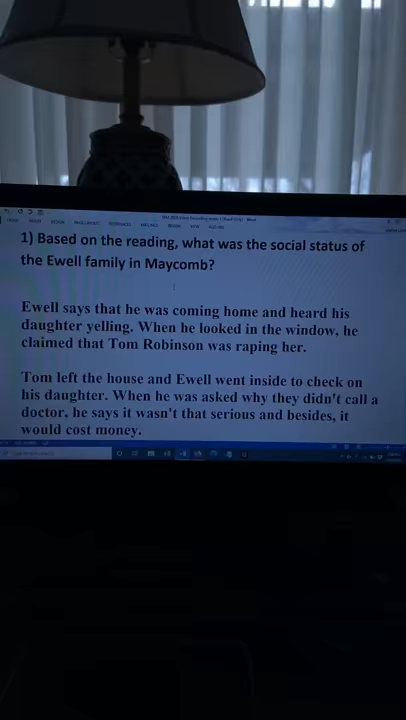 1) Based on the reading, what was the social status of
the Ewell family in Maycomb?
Ewell says that he was coming home and heard his
daughter yelling. When he looked in the window, he
claimed that Tom Robinson was raping her.
Tom left the house and Ewell went inside to check on
his daughter. When he was asked why they didn't call a
doctor, he says it wasn't that serious and besides, it
would cost money.